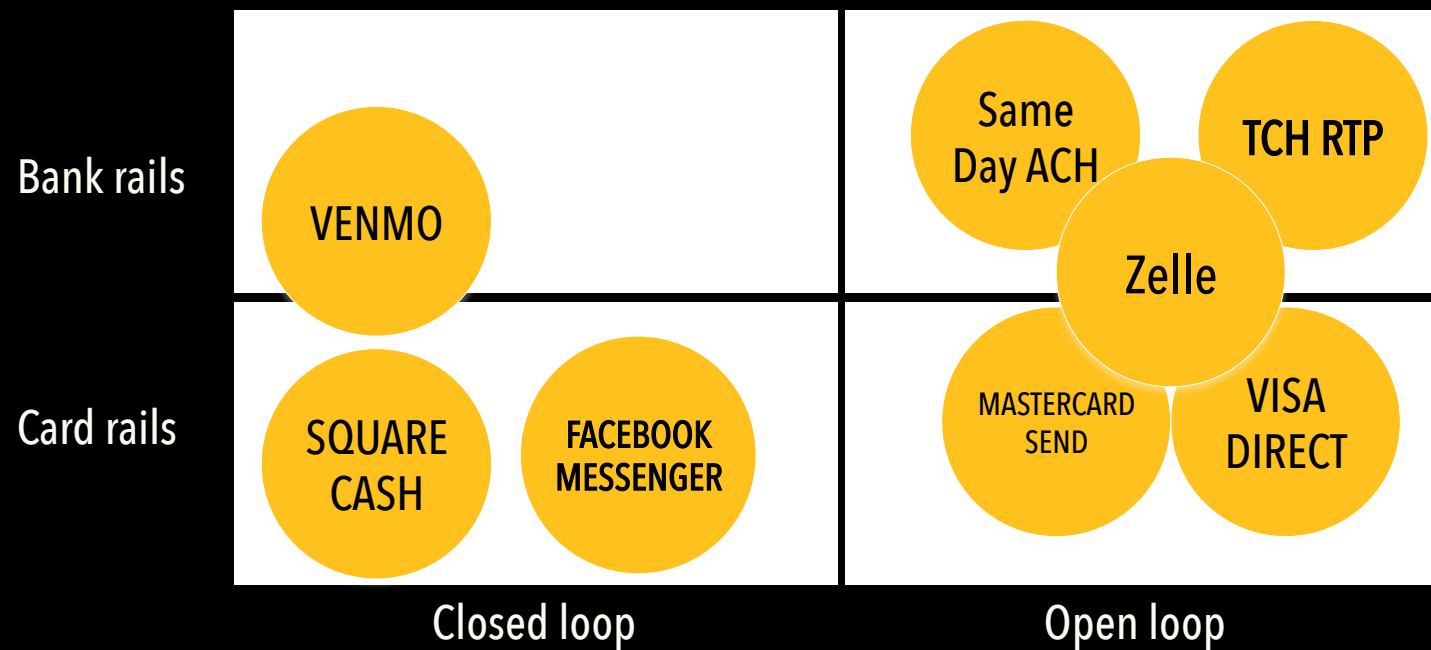 Bank rails
VENMO
Same
Day ACH
TCH RTP
Zelle
Card rails
SQUARE
CASH
FACEBOOK
MESSENGER
MASTERCARD
SEND
VISA
DIRECT
Closed loop
Open loop